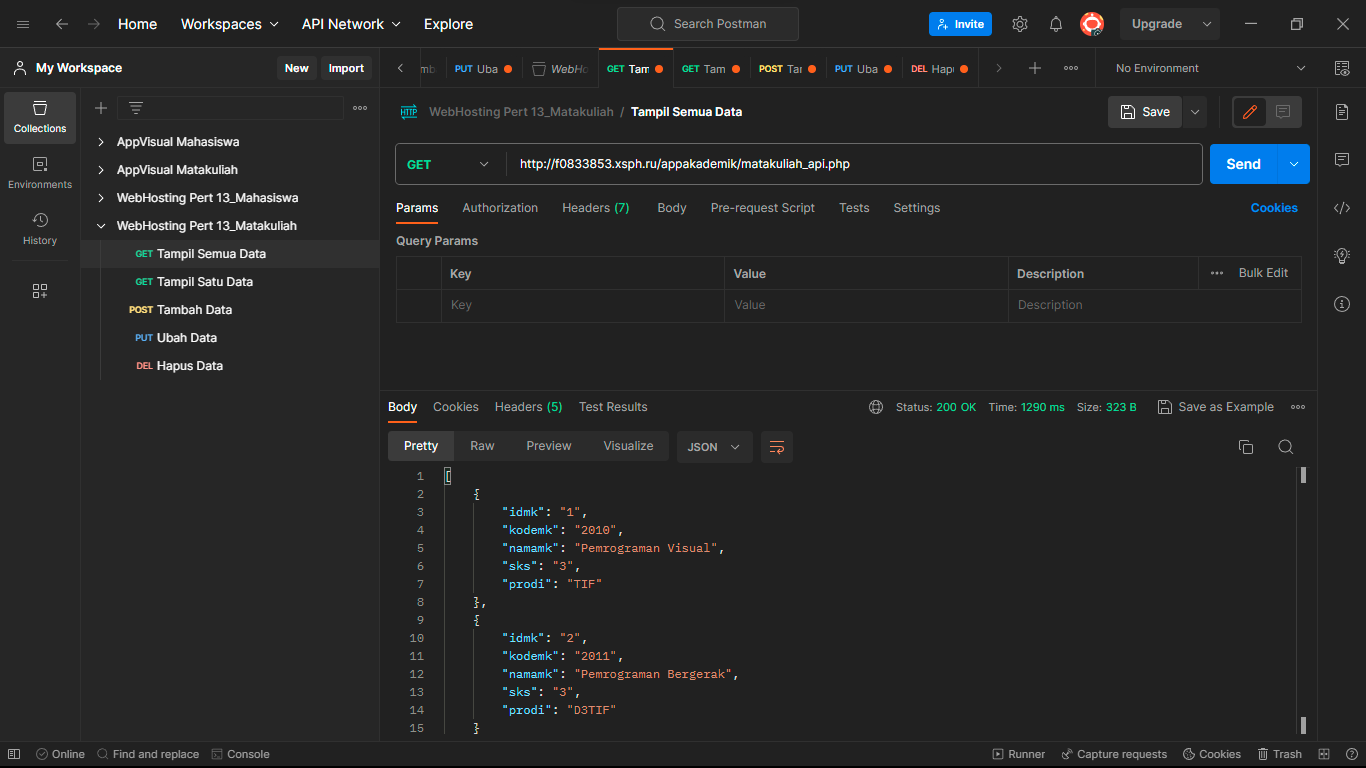 Home Workspaces API Network Explore Search Postman Invite Upgrade
My Workspace New Import PUT Uba GET Tam GET Tam POST Tar PUT Uba DEL Hap No Environment
Collections
Environments
History
AppVisual Mahasiswa
AppVisual Matakuliah
WebHosting Pert 13_Mahasiswa
WebHosting Pert 13_Matakuliah
GET Tampil Semua Data
GET Tampil Satu Data
POST Tambah Data
PUT Ubah Data
DEL Hapus Data
HTTP WebHosting Pert 13_Matakuliah / Tampil Semua Data Save
GET http://f0833853.xsph.ru/appakademik/matakuliah_api.php Send
Params Authorization Headers (7) Body Pre-request Script Tests Settings Cookies
Query Params
Key Value Description Bulk Edit
Key Value Description
Body Cookies Headers (5) Test Results Status: 200 OK Time: 1290 ms Size: 323 B Save as Example
Pretty Raw Preview Visualize JSON
1 [
2 {
3 "idmk": "1",
4 "kodemk": "2010",
5 "namamk": "Pemrograman Visual",
6 "sks": "3",
7 "prodi": "TIF"
8 },
9 {
10 "idmk": "2",
11 "kodemk": "2011",
12 "namamk": "Pemrograman Bergerak",
13 "sks": "3",
14 "prodi": "D3TIF"
15 }
Online Find and replace Console Runner Capture requests Cookies Trash